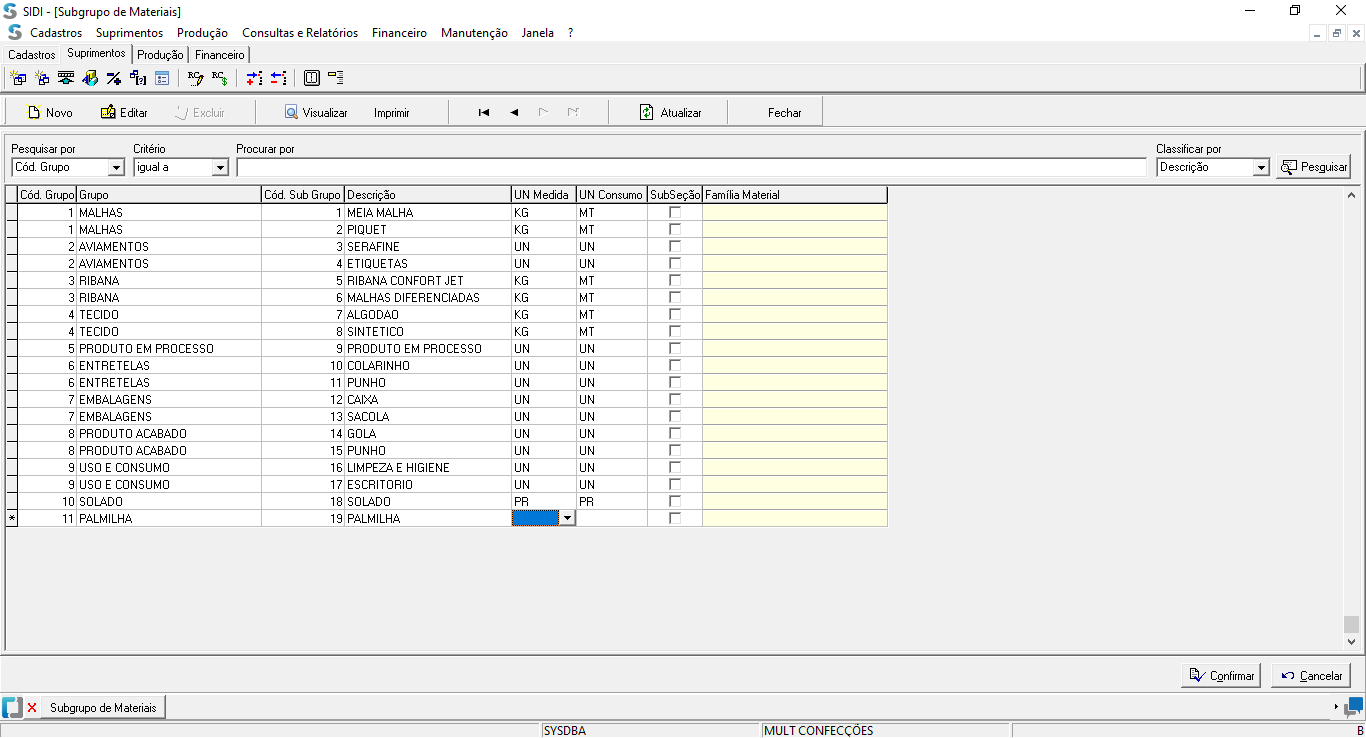 SIDI - [Subgrupo de Materiais]
Cadastros Suprimentos Produção Consultas e Relatórios Financeiro Manutenção Janela ?
Cadastros Suprimentos Produção Financeiro
Novo Editar Excluir Visualizar Imprimir Atualizar Fechar
Pesquisar por Critério Procurar por Classificar por
Cód. Grupo igual a Descrição Pesquisar
Cód. Grupo Grupo Cód. Sub Grupo Descrição UN Medida UN Consumo SubSeção Família Material
1 MALHAS 1 MEIA MALHA KG MT
1 MALHAS 2 PIQUET KG MT
2 AVIAMENTOS 3 SERAFINE UN UN
2 AVIAMENTOS 4 ETIQUETAS UN UN
3 RIBANA 5 RIBANA CONFORT JET KG MT
3 RIBANA 6 MALHAS DIFERENCIADAS KG MT
4 TECIDO 7 ALGODAO KG MT
4 TECIDO 8 SINTETICO KG MT
5 PRODUTO EM PROCESSO 9 PRODUTO EM PROCESSO UN UN
6 ENTRETELAS 10 COLARINHO UN UN
6 ENTRETELAS 11 PUNHO UN UN
7 EMBALAGENS 12 CAIXA UN UN
7 EMBALAGENS 13 SACOLA UN UN
8 PRODUTO ACABADO 14 GOLA UN UN
8 PRODUTO ACABADO 15 PUNHO UN UN
9 USO E CONSUMO 16 LIMPEZA E HIGIENE UN UN
9 USO E CONSUMO 17 ESCRITORIO UN UN
10 SOLADO 18 SOLADO PR PR
* 11 PALMILHA 19 PALMILHA
Confirmar Cancelar
Subgrupo de Materiais
SYSDBA MULT CONFECÇÕES B